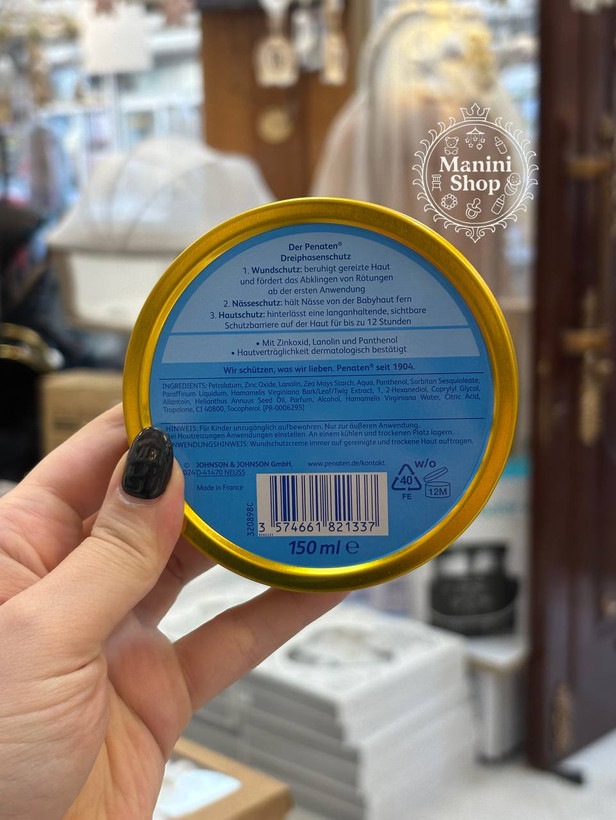 Manini
Shop
Der Penaten®
Dreiphasenschutz
1. Wundschutz: beruhigt gereizte Haut
und fördert das Abklingen von Rötungen
ab der ersten Anwendung
2. Nässeschutz: hält Nässe von der Babyhaut fern
3. Hautschutz: hinterlässt eine langanhaltende, sichtbare
Schutzbarriere auf der Haut für bis zu 12 Stunden
• Mit Zinkoxid, Lanolin und Panthenol
• Hautverträglichkeit dermatologisch bestätigt
Wir schützen, was wir lieben. Penaten® seit 1904.
INGREDIENTS: Petrolatum, Zinc Oxide, Lanolin, Zea Mays Starch, Aqua, Panthenol, Sorbitan Sesquioleate,
Paraffinum Liquidum, Hamamelis Virginiana Bark/Leaf/Twig Extract, 1, 2-Hexanediol, Caprylyl Glycol,
Allantoin, Helianthus Annuus Seed Oil, Parfum, Alcohol, Hamamelis Virginiana Water, Citric Acid,
Tropolone, CI 60800, Tocopherol. [PR-0006295]
HINWEIS: Für Kinder unzugänglich aufbewahren. Nur zur äußeren Anwendung.
Bei Hautreizungen Anwendungen einstellen. An einem kühlen und trockenen Platz lagern.
ANWENDUNGSHINWEIS: Wundschutzcreme immer auf gereinigte und trockene Haut auftragen.
© JOHNSON & JOHNSON GmbH, www.penaten.de/kontakt
D-41470 NEUSS
Made in France
w/o
40
FE
12M
320898C
3 574661 821337
150 ml ℮